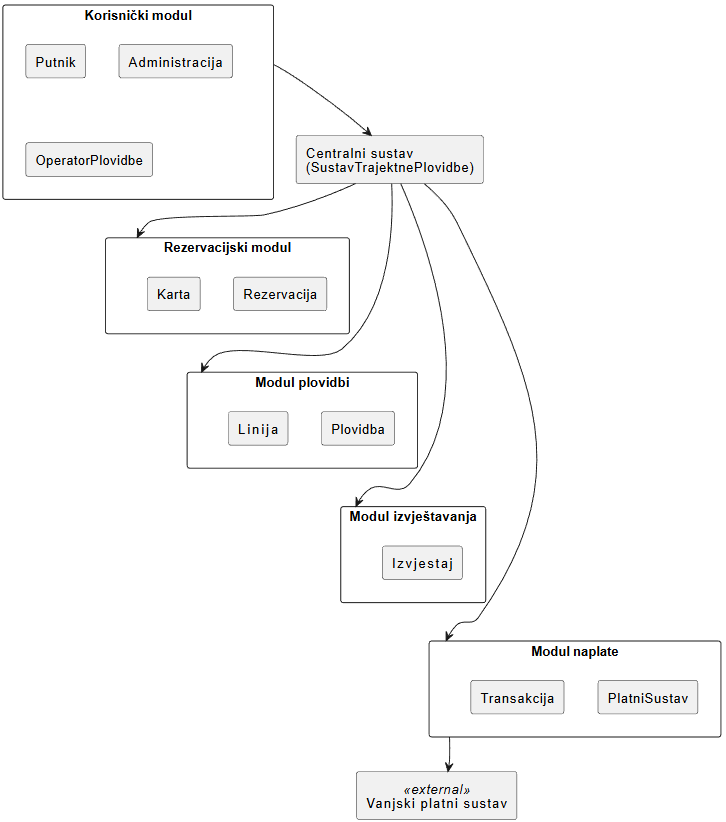 Korisnički modul
Putnik
Administracija
OperatorPlovidbe
Centralni sustav
(SustavTrajektnePlovidbe)
Rezervacijski modul
Karta
Rezervacija
Modul plovidbi
Linija
Plovidba
Modul izvještavanja
Izvjestaj
Modul naplate
Transakcija
PlatniSustav
«external»
Vanjski platni sustav